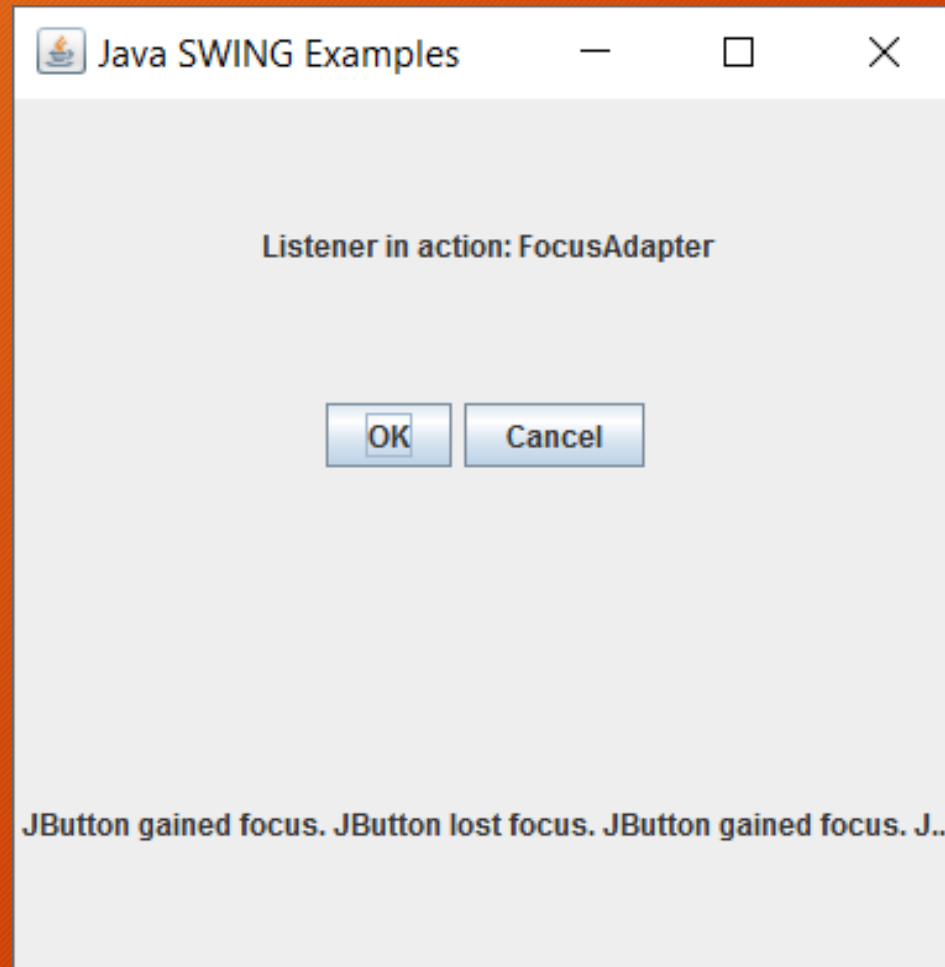 Java SWING Examples
Listener in action: FocusAdapter
OK Cancel
JButton gained focus. JButton lost focus. JButton gained focus. J...